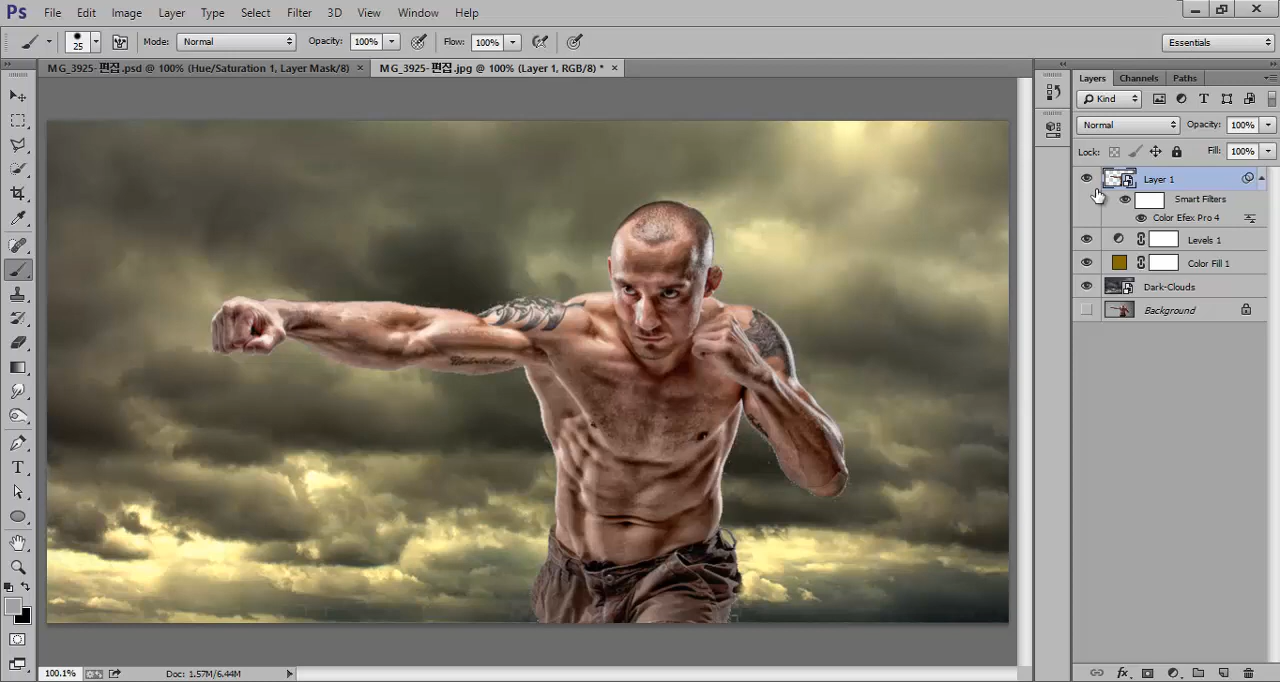 Ps File Edit Image Layer Type Select Filter 3D View Window Help
25 Mode: Normal Opacity: 100% Flow: 100% Essentials
MG_3925-편집.psd @ 100% (Hue/Saturation 1, Layer Mask/8) × MG_3925-편집.jpg @ 100% (Layer 1, RGB/8) * ×
Layers Channels Paths
Kind
Normal Opacity: 100%
Lock: Fill: 100%
Layer 1
Smart Filters
Color Efex Pro 4
Levels 1
Color Fill 1
Dark-Clouds
Background
100.1% Doc: 1.57M/6.44M